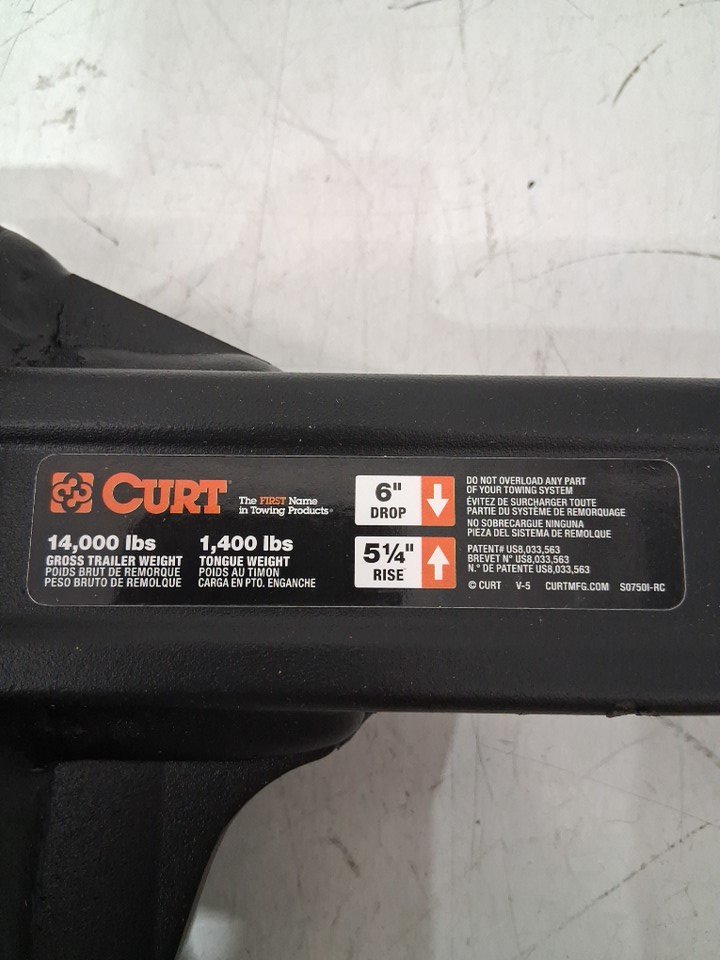 CURT
The FIRST Name
in Towing Products®
14,000 lbs
GROSS TRAILER WEIGHT
POIDS BRUT DE REMORQUE
PESO BRUTO DE REMOLQUE
1,400 lbs
TONGUE WEIGHT
POIDS AU TIMON
CARGA EN PTO. ENGANCHE
6"
DROP
5¼"
RISE
DO NOT OVERLOAD ANY PART
OF YOUR TOWING SYSTEM
ÉVITEZ DE SURCHARGER TOUTE
PARTIE DU SYSTÈME DE REMORQUAGE
NO SOBRECARGUE NINGUNA
PIEZA DEL SISTEMA DE REMOLQUE
PATENT# US8,033,563
BREVET N° US8,033,563
N.° DE PATENTE US8,033,563
© CURT V-5 CURTMFG.COM S0750I-RC